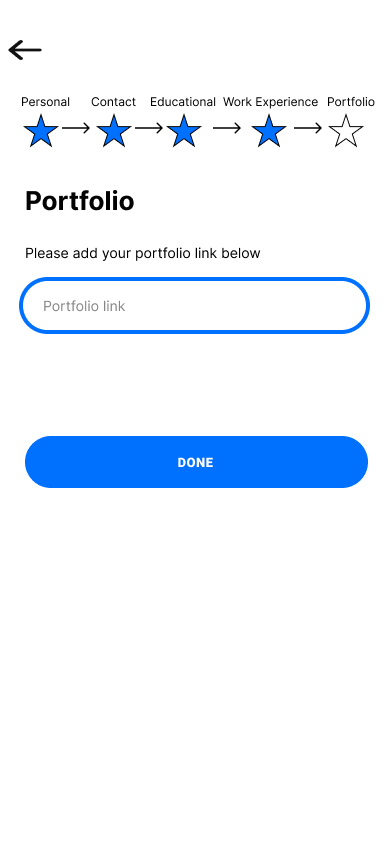 Personal Contact Educational Work Experience Portfolio
Portfolio
Please add your portfolio link below
Portfolio link
DONE